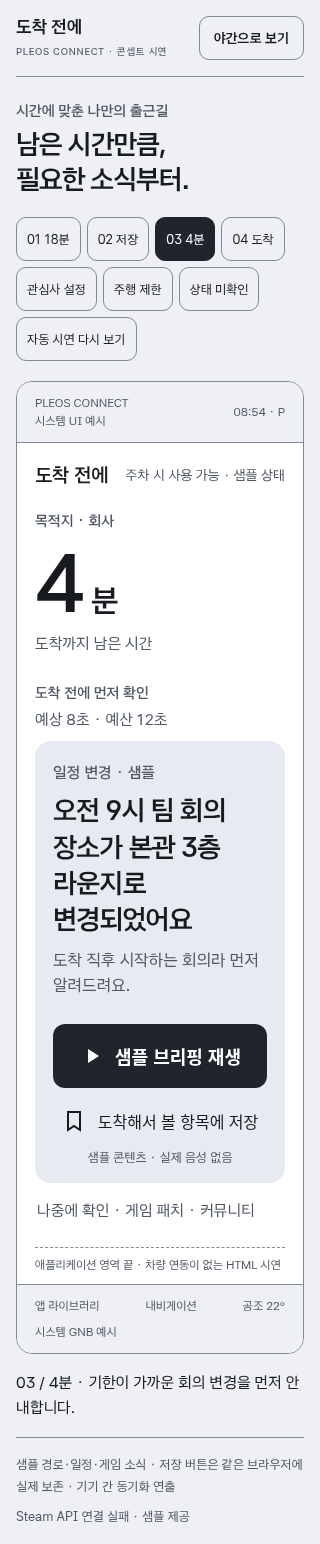 도착 전에
야간으로 보기
PLEOS CONNECT · 콘셉트 시연
시간에 맞춘 나만의 출근길
남은 시간만큼,
필요한 소식부터.
01 18분
02 저장
03 4분
04 도착
관심사 설정
주행 제한
상태 미확인
자동 시연 다시 보기
PLEOS CONNECT
시스템 UI 예시
08:54 · P
도착 전에
주차 시 사용 가능 · 샘플 상태
목적지 · 회사
4분
도착까지 남은 시간
도착 전에 먼저 확인
예상 8초 · 예산 12초
일정 변경 · 샘플
오전 9시 팀 회의
장소가 본관 3층
라운지로
변경되었어요
도착 직후 시작하는 회의라 먼저
알려드려요.
샘플 브리핑 재생
도착해서 볼 항목에 저장
샘플 콘텐츠 · 실제 음성 없음
나중에 확인 · 게임 패치 · 커뮤니티
애플리케이션 영역 끝 · 차량 연동이 없는 HTML 시연
앱 라이브러리
내비게이션
공조 22°
시스템 GNB 예시
03 / 4분 · 기한이 가까운 회의 변경을 먼저 안
내합니다.
샘플 경로·일정·게임 소식 · 저장 버튼은 같은 브라우저에
실제 보존 · 기기 간 동기화 연출
Steam API 연결 실패 · 샘플 제공